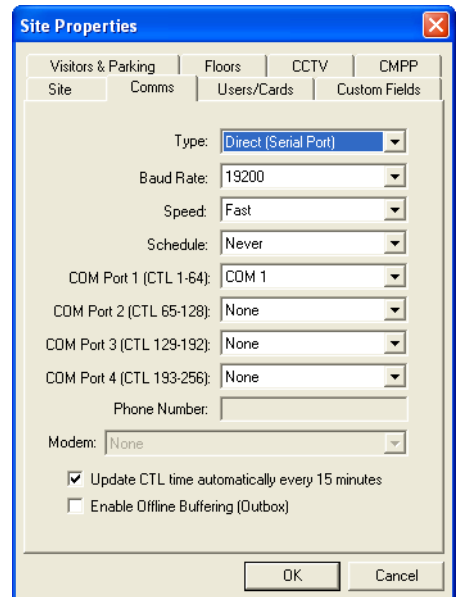 Site Properties
Visitors & Parking Floors CCTV CMPP
Site Comms Users/Cards Custom Fields
Type: Direct (Serial Port)
Baud Rate: 19200
Speed: Fast
Schedule: Never
COM Port 1 (CTL 1-64): COM 1
COM Port 2 (CTL 65-128): None
COM Port 3 (CTL 129-192): None
COM Port 4 (CTL 193-256): None
Phone Number:
Modem: None
Update CTL time automatically every 15 minutes
Enable Offline Buffering (Outbox)
OK Cancel